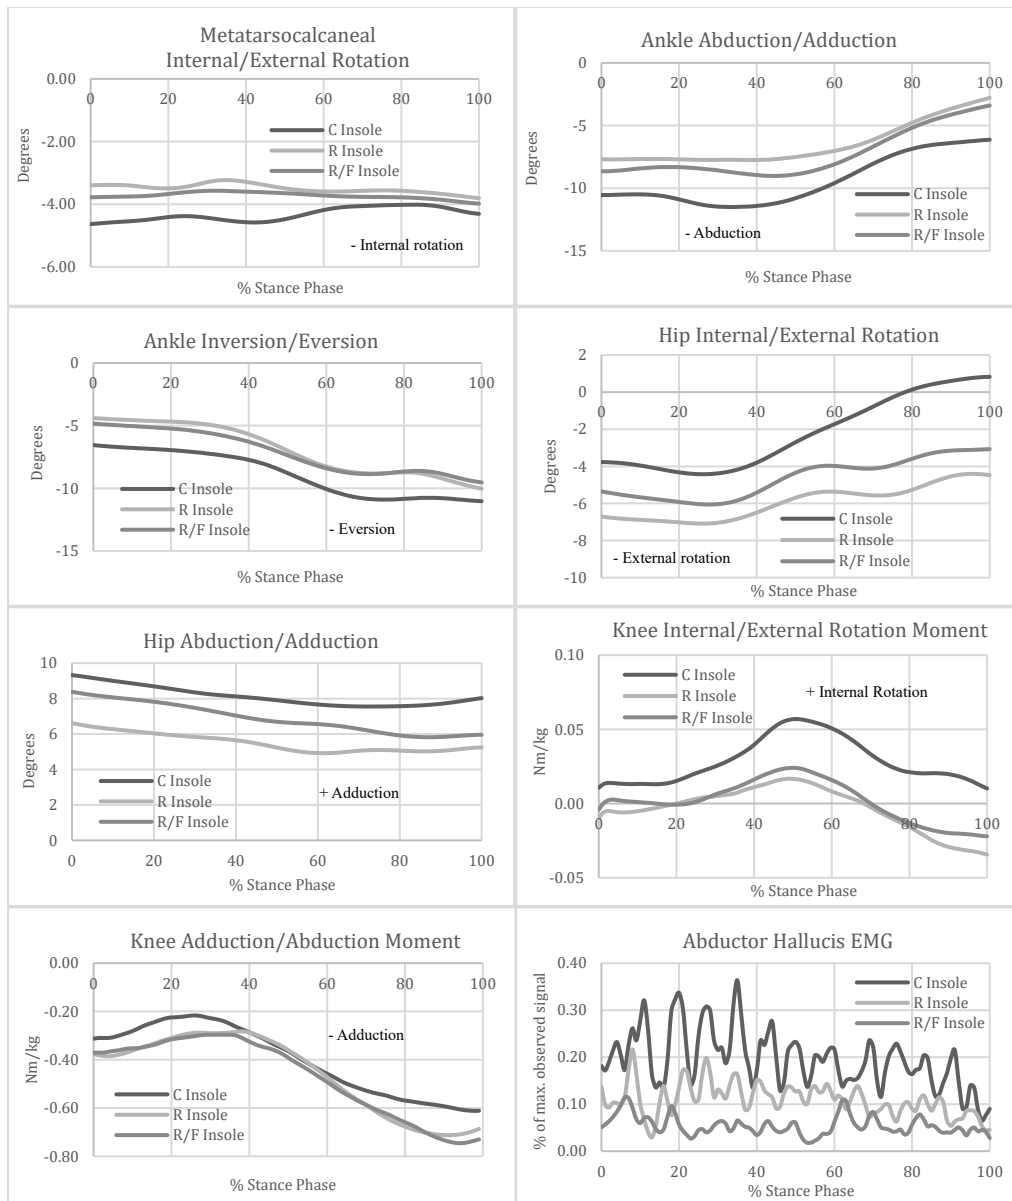 Metatarsocalcaneal
Internal/External Rotation
0.00
-2.00
-4.00
-6.00
0
20
40
60
80
100
Degrees
C Insole
R Insole
R/F Insole
- Internal rotation
% Stance Phase
Ankle Abduction/Adduction
0
-5
-10
-15
0
20
40
60
80
100
Degrees
C Insole
R Insole
R/F Insole
- Abduction
% Stance Phase
Ankle Inversion/Eversion
0
-5
-10
-15
0
20
40
60
80
100
Degrees
C Insole
R Insole
R/F Insole
- Eversion
% Stance Phase
Hip Internal/External Rotation
2
0
-2
-4
-6
-8
-10
0
20
40
60
80
100
Degrees
C Insole
R Insole
R/F Insole
- External rotation
% Stance Phase
Hip Abduction/Adduction
10
8
6
4
2
0
0
20
40
60
80
100
Degrees
C Insole
R Insole
R/F Insole
+ Adduction
% Stance Phase
Knee Internal/External Rotation Moment
0.10
0.05
0.00
-0.05
0
20
40
60
80
100
Nm/kg
C Insole
R Insole
R/F Insole
+ Internal Rotation
% Stance Phase
Knee Adduction/Abduction Moment
0.00
-0.20
-0.40
-0.60
-0.80
0
20
40
60
80
100
Nm/kg
C Insole
R Insole
R/F Insole
- Adduction
% Stance Phase
Abductor Hallucis EMG
0.40
0.30
0.20
0.10
0.00
0
20
40
60
80
100
% of max. observed signal
C Insole
R Insole
R/F Insole
% Stance Phase